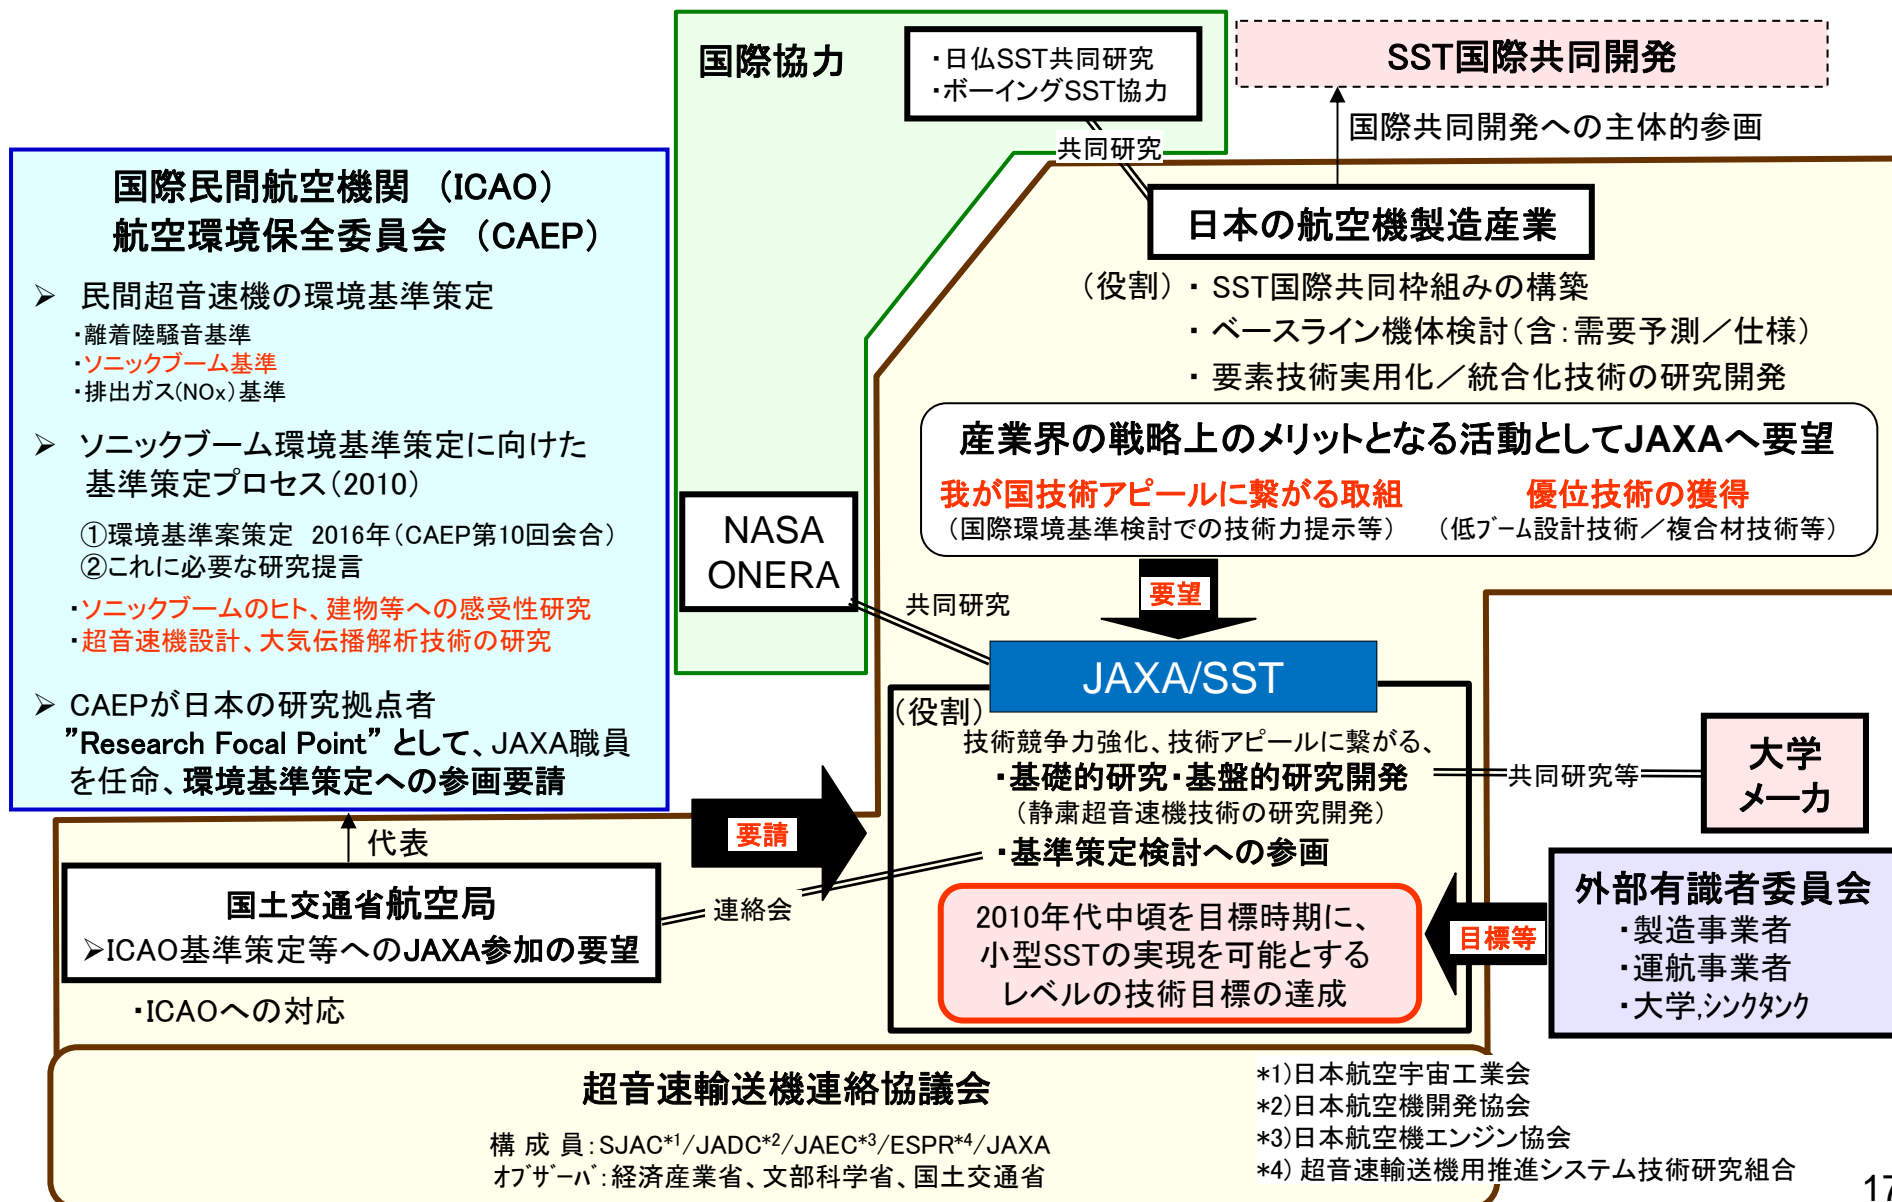 国際協力
・日仏SST共同研究
・ボーイングSST協力
SST国際共同開発
国際共同開発への主体的参画
共同研究
国際民間航空機関 (ICAO)
航空環境保全委員会 (CAEP)
➢ 民間超音速機の環境基準策定
・離着陸騒音基準
・ソニックブーム基準
・排出ガス(NOx)基準
➢ ソニックブーム環境基準策定に向けた
基準策定プロセス(2010)
①環境基準案策定 2016年(CAEP第10回会合)
②これに必要な研究提言
・ソニックブームのヒト、建物等への感受性研究
・超音速機設計、大気伝播解析技術の研究
➢ CAEPが日本の研究拠点者
”Research Focal Point” として、JAXA職員
を任命、環境基準策定への参画要請
日本の航空機製造産業
(役割)・ SST国際共同枠組みの構築
・ ベースライン機体検討(含:需要予測／仕様)
・ 要素技術実用化／統合化技術の研究開発
産業界の戦略上のメリットとなる活動としてJAXAへ要望
我が国技術アピールに繋がる取組 優位技術の獲得
(国際環境基準検討での技術力提示等) (低ﾌﾞｰﾑ設計技術／複合材技術等)
NASA
ONERA
共同研究
要望
JAXA/SST
(役割)
技術競争力強化、技術アピールに繋がる、
・基礎的研究・基盤的研究開発
(静粛超音速機技術の研究開発)
・基準策定検討への参画
共同研究等
大学
メーカ
要請
代表
連絡会
国土交通省航空局
➢ICAO基準策定等へのJAXA参加の要望
・ICAOへの対応
2010年代中頃を目標時期に、
小型SSTの実現を可能とする
レベルの技術目標の達成
目標等
外部有識者委員会
・製造事業者
・運航事業者
・大学,ｼﾝｸﾀﾝｸ
超音速輸送機連絡協議会
構 成 員:SJAC*1/JADC*2/JAEC*3/ESPR*4/JAXA
ｵﾌﾞｻﾞｰﾊﾞ:経済産業省、文部科学省、国土交通省
*1)日本航空宇宙工業会
*2)日本航空機開発協会
*3)日本航空機エンジン協会
*4) 超音速輸送機用推進システム技術研究組合
17